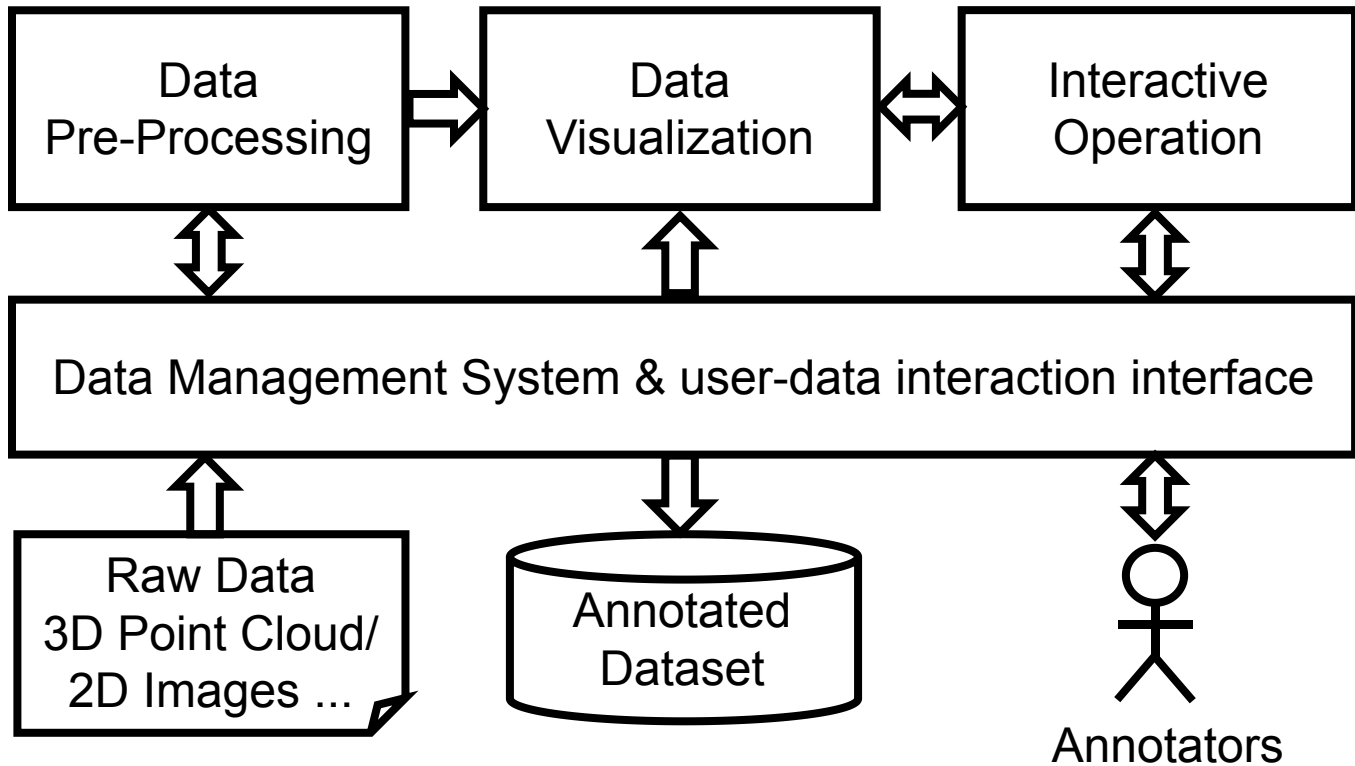 Data
Pre-Processing
Data
Visualization
Interactive
Operation
Data Management System & user-data interaction interface
Raw Data
3D Point Cloud/
2D Images ...
Annotated
Dataset
Annotators